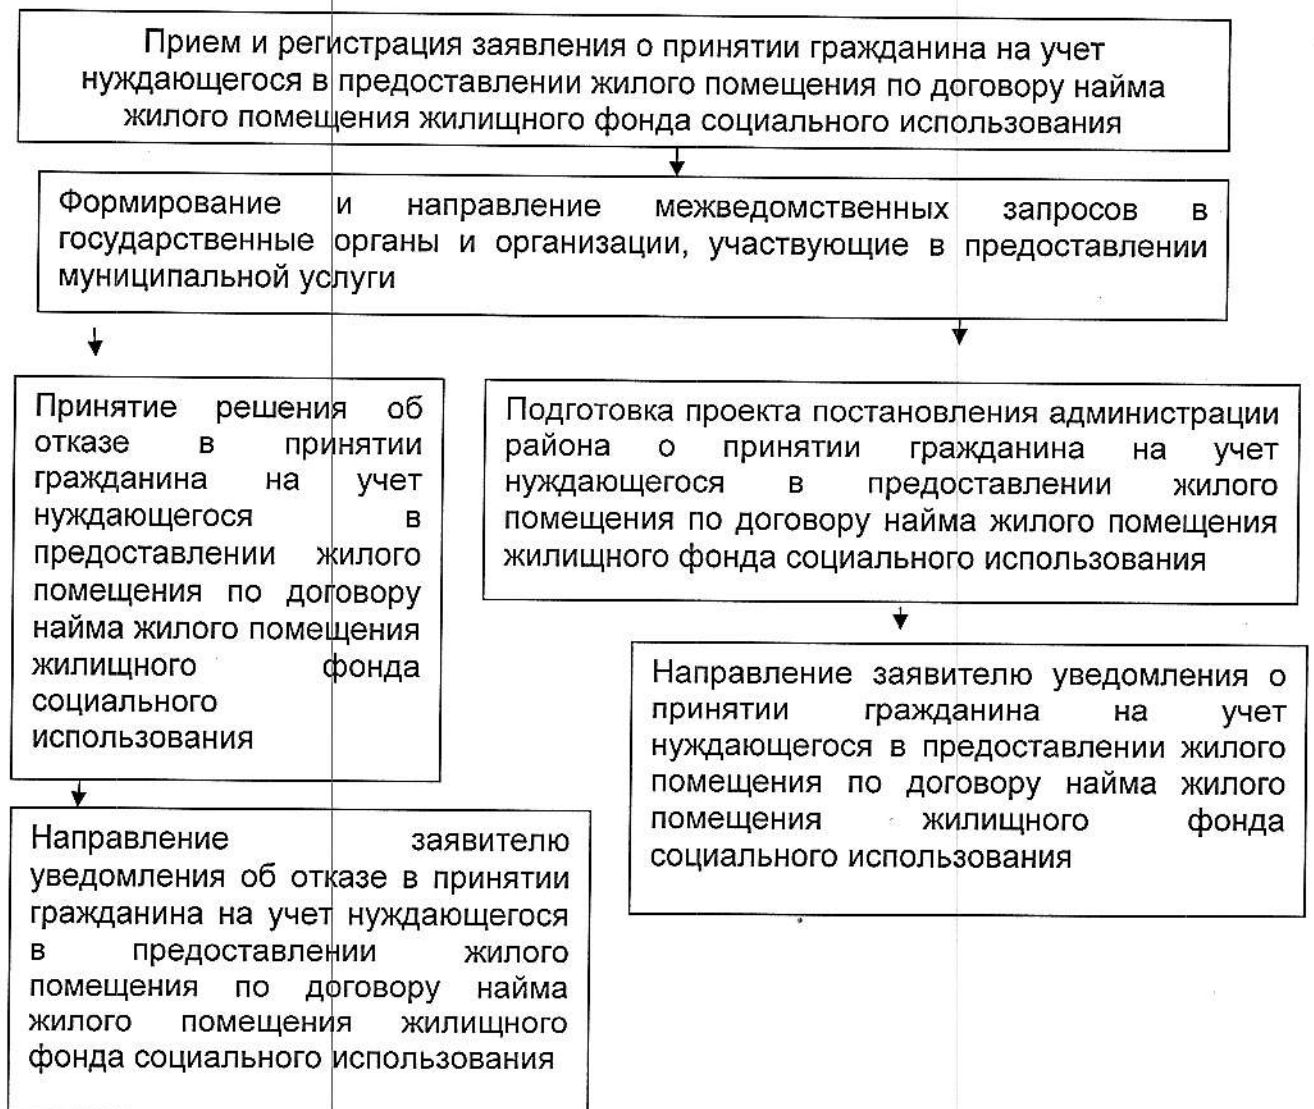 Прием и регистрация заявления о принятии гражданина на учет
нуждающегося в предоставлении жилого помещения по договору найма
жилого помещения жилищного фонда социального использования
Формирование и направление межведомственных запросов в
государственные органы и организации, участвующие в предоставлении
муниципальной услуги
Принятие решения об
отказе в принятии
гражданина на учет
нуждающегося в
предоставлении жилого
помещения по договору
найма жилого помещения
жилищного фонда
социального
использования
Подготовка проекта постановления администрации
района о принятии гражданина на учет
нуждающегося в предоставлении жилого
помещения по договору найма жилого помещения
жилищного фонда социального использования
Направление заявителю уведомления о
принятии гражданина на учет
нуждающегося в предоставлении жилого
помещения по договору найма жилого
помещения жилищного фонда
социального использования
Направление заявителю
уведомления об отказе в принятии
гражданина на учет нуждающегося
в предоставлении жилого
помещения по договору найма
жилого помещения жилищного
фонда социального использования